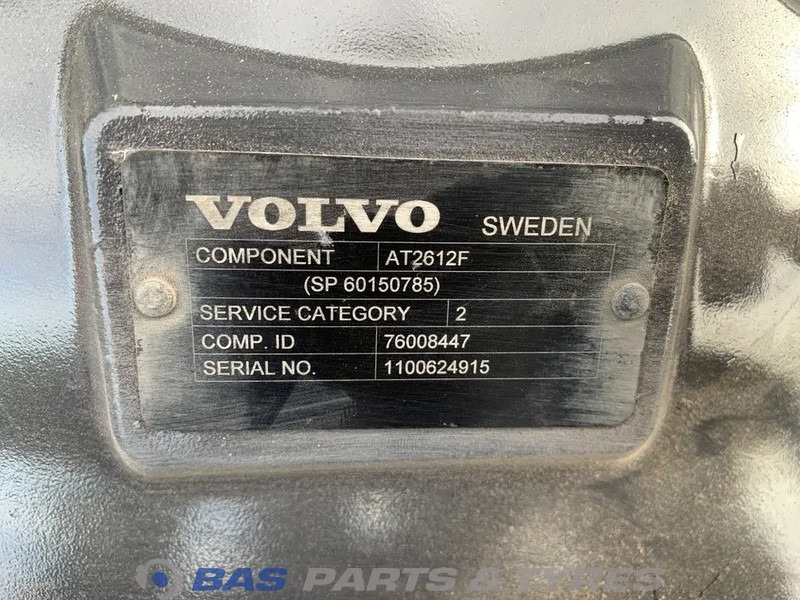 VOLVO SWEDEN
COMPONENT AT2612F
(SP 60150785)
SERVICE CATEGORY 2
COMP. ID 76008447
SERIAL NO. 1100624915
BAS PARTS & TYRES